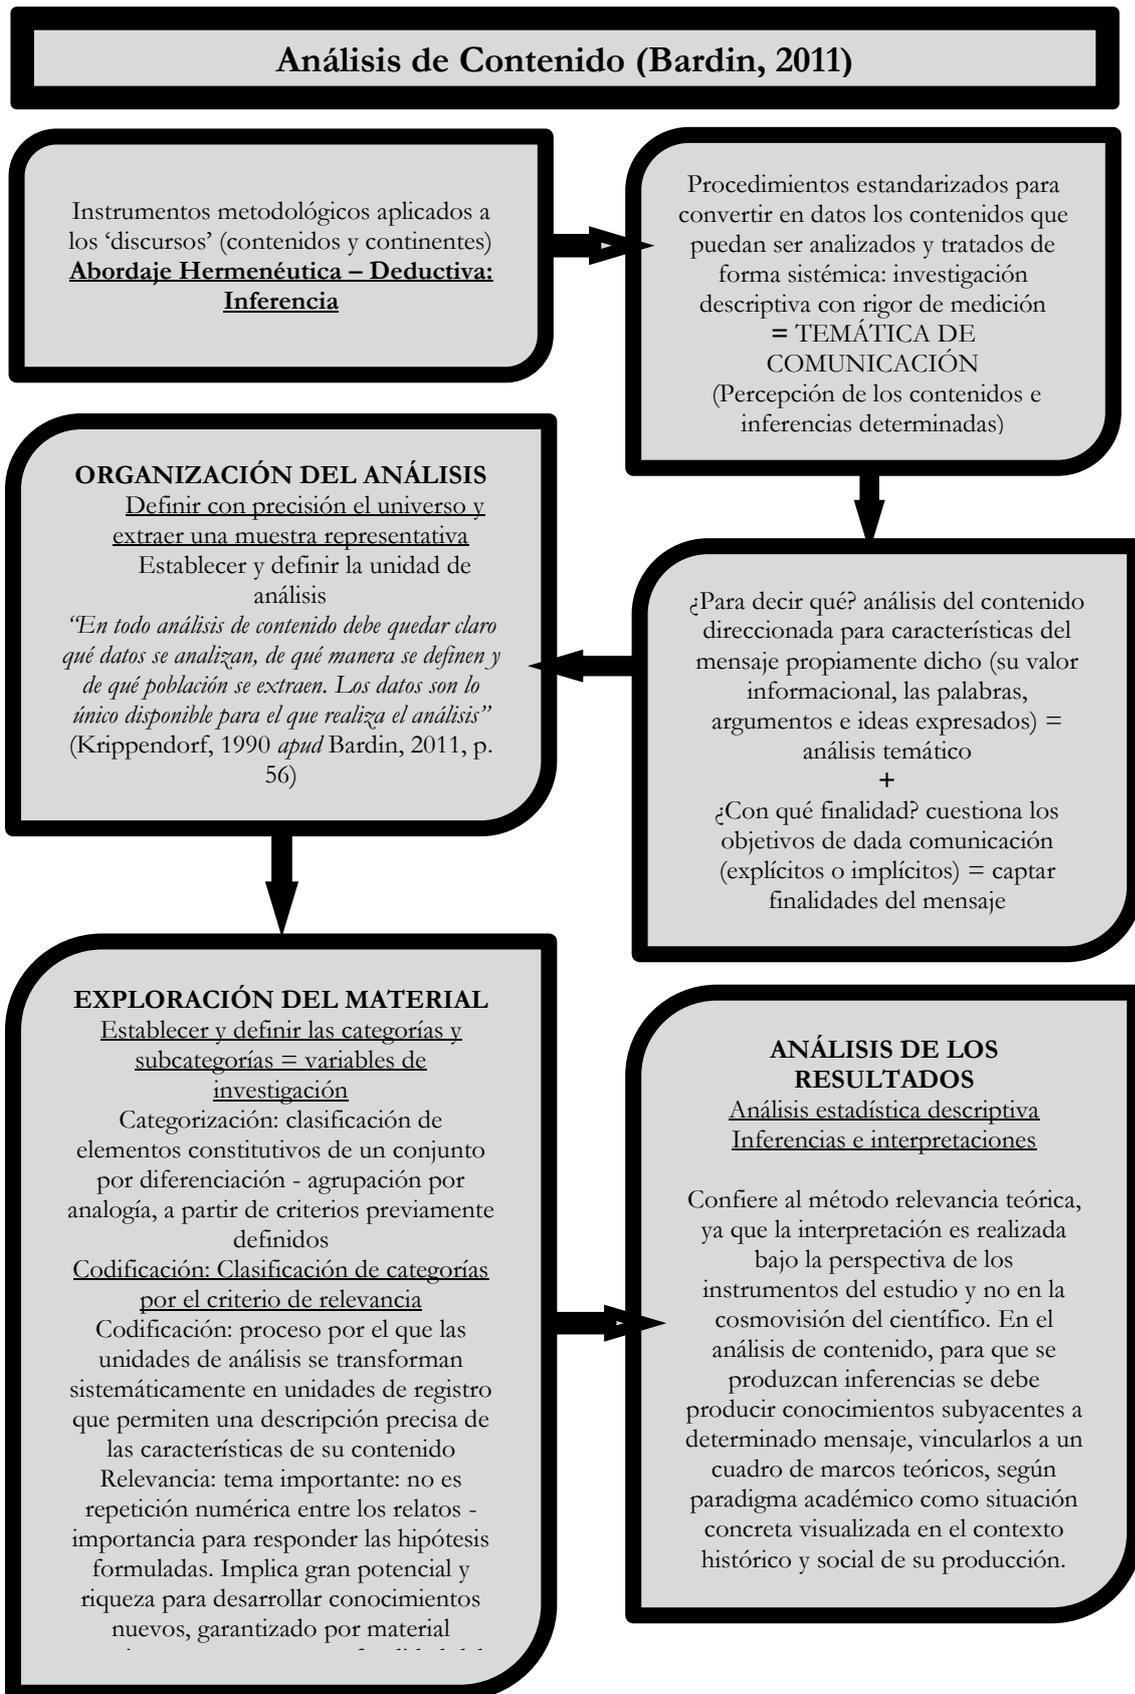 Análisis de Contenido (Bardin, 2011)
Instrumentos metodológicos aplicados a
los ‘discursos’ (contenidos y continentes)
Abordaje Hermenéutica – Deductiva:
Inferencia
Procedimientos estandarizados para
convertir en datos los contenidos que
puedan ser analizados y tratados de
forma sistémica: investigación
descriptiva con rigor de medición
= TEMÁTICA DE
COMUNICACIÓN
(Percepción de los contenidos e
inferencias determinadas)
¿Para decir qué? análisis del contenido
direccionada para características del
mensaje propiamente dicho (su valor
informacional, las palabras,
argumentos e ideas expresados) =
análisis temático
+
¿Con qué finalidad? cuestiona los
objetivos de dada comunicación
(explícitos o implícitos) = captar
finalidades del mensaje
ORGANIZACIÓN DEL ANÁLISIS
Definir con precisión el universo y
extraer una muestra representativa
Establecer y definir la unidad de
análisis
“En todo análisis de contenido debe quedar claro
qué datos se analizan, de qué manera se definen y
de qué población se extraen. Los datos son lo
único disponible para el que realiza el análisis”
(Krippendorf, 1990 apud Bardin, 2011, p.
56)
EXPLORACIÓN DEL MATERIAL
Establecer y definir las categorías y
subcategorías = variables de
investigación
Categorización: clasificación de
elementos constitutivos de un conjunto
por diferenciación - agrupación por
analogía, a partir de criterios previamente
definidos
Codificación: Clasificación de categorías
por el criterio de relevancia
Codificación: proceso por el que las
unidades de análisis se transforman
sistemáticamente en unidades de registro
que permiten una descripción precisa de
las características de su contenido
Relevancia: tema importante: no es
repetición numérica entre los relatos -
importancia para responder las hipótesis
formuladas. Implica gran potencial y
riqueza para desarrollar conocimientos
nuevos, garantizado por material
ANÁLISIS DE LOS
RESULTADOS
Análisis estadística descriptiva
Inferencias e interpretaciones
Confiere al método relevancia teórica,
ya que la interpretación es realizada
bajo la perspectiva de los
instrumentos del estudio y no en la
cosmovisión del científico. En el
análisis de contenido, para que se
produzcan inferencias se debe
producir conocimientos subyacentes a
determinado mensaje, vincularlos a un
cuadro de marcos teóricos, según
paradigma académico como situación
concreta visualizada en el contexto
histórico y social de su producción.